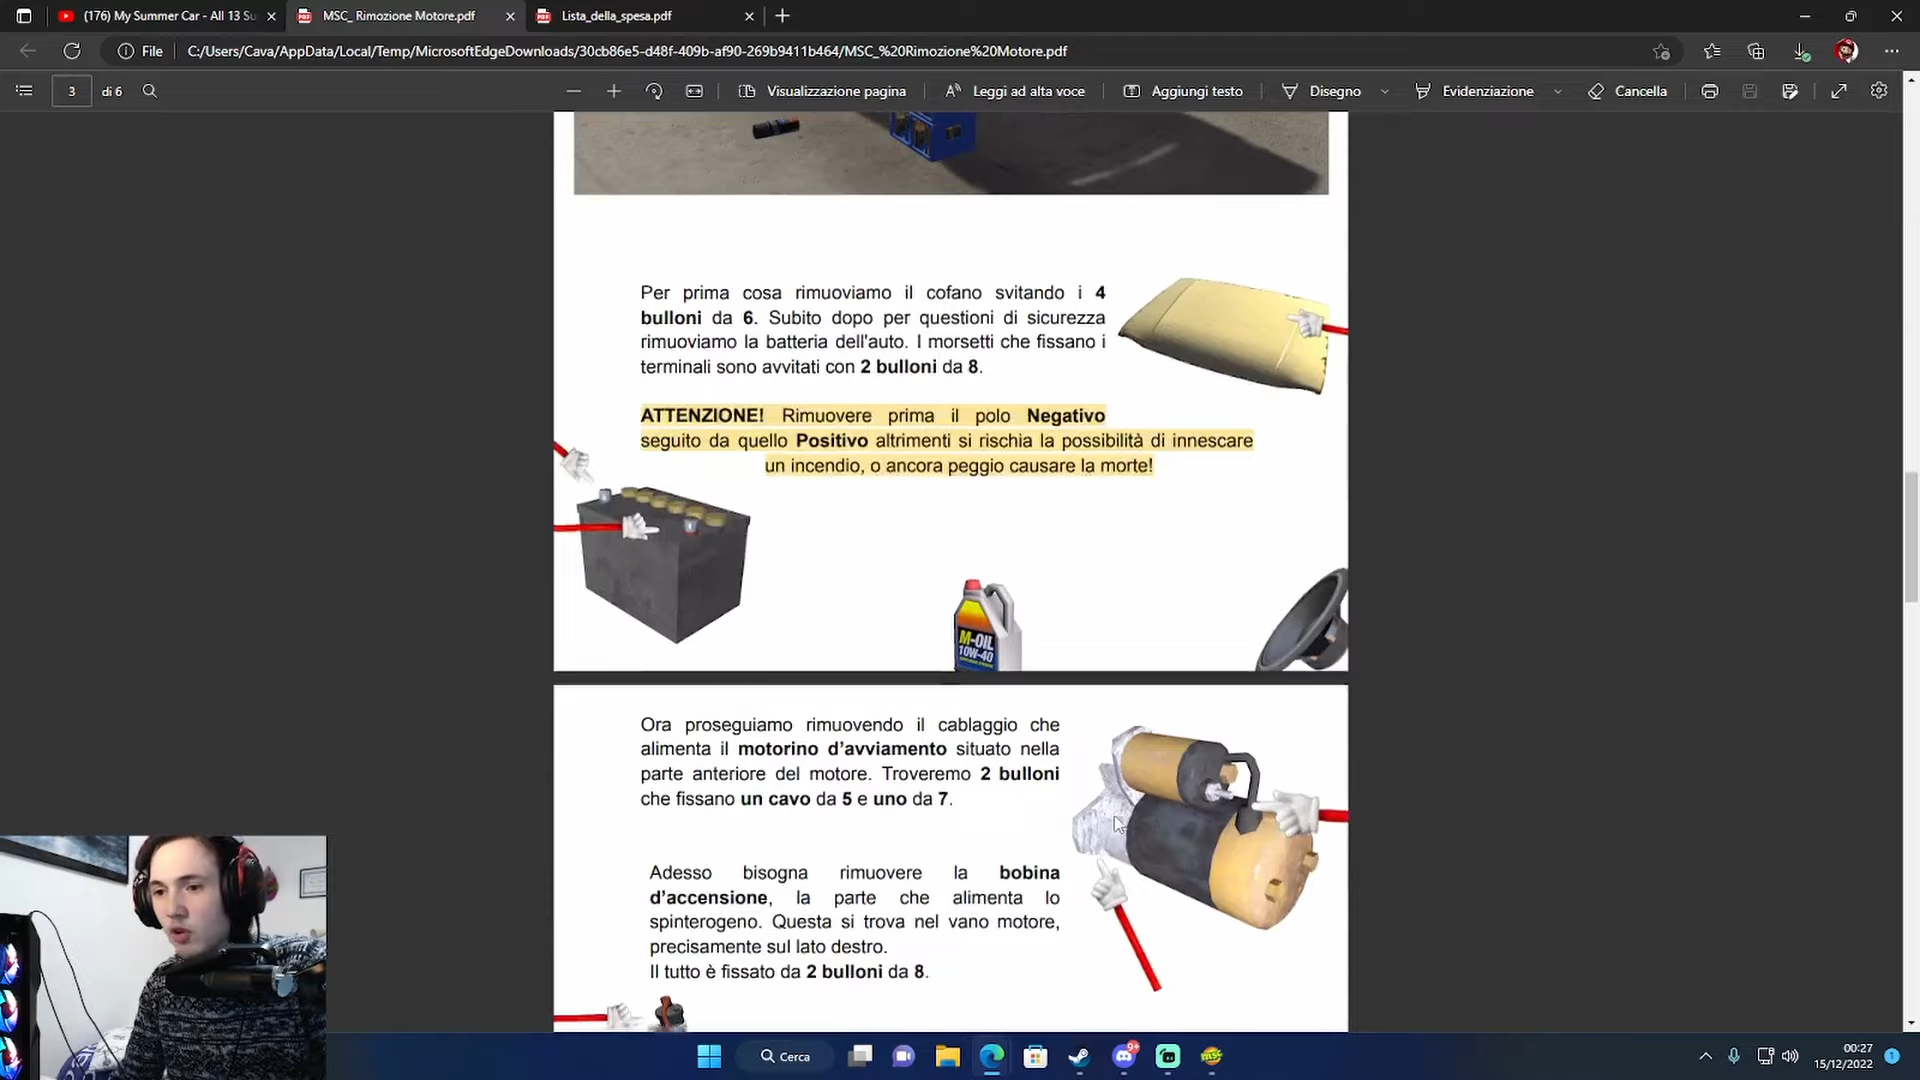 (176) My Summer Car - All 13 Su
MSC_ Rimozione Motore.pdf
Lista_della_spesa.pdf
File
C:/Users/Cava/AppData/Local/Temp/MicrosoftEdgeDownloads/30cb86e5-d48f-409b-af90-269b9411b464/MSC_%20Rimozione%20Motore.pdf
3
di 6
Visualizzazione pagina
Leggi ad alta voce
Aggiungi testo
Disegno
Evidenziazione
Cancella
Per prima cosa rimuoviamo il cofano svitando i 4
bulloni da 6. Subito dopo per questioni di sicurezza
rimuoviamo la batteria dell'auto. I morsetti che fissano i
terminali sono avvitati con 2 bulloni da 8.
ATTENZIONE! Rimuovere prima il polo Negativo
seguito da quello Positivo altrimenti si rischia la possibilità di innescare
un incendio, o ancora peggio causare la morte!
M-OIL
10W-40
Ora proseguiamo rimuovendo il cablaggio che
alimenta il motorino d’avviamento situato nella
parte anteriore del motore. Troveremo 2 bulloni
che fissano un cavo da 5 e uno da 7.
Adesso bisogna rimuovere la bobina
d’accensione, la parte che alimenta lo
spinterogeno. Questa si trova nel vano motore,
precisamente sul lato destro.
Il tutto è fissato da 2 bulloni da 8.
Cerca
9+
MSC
00:27
15/12/2022
1